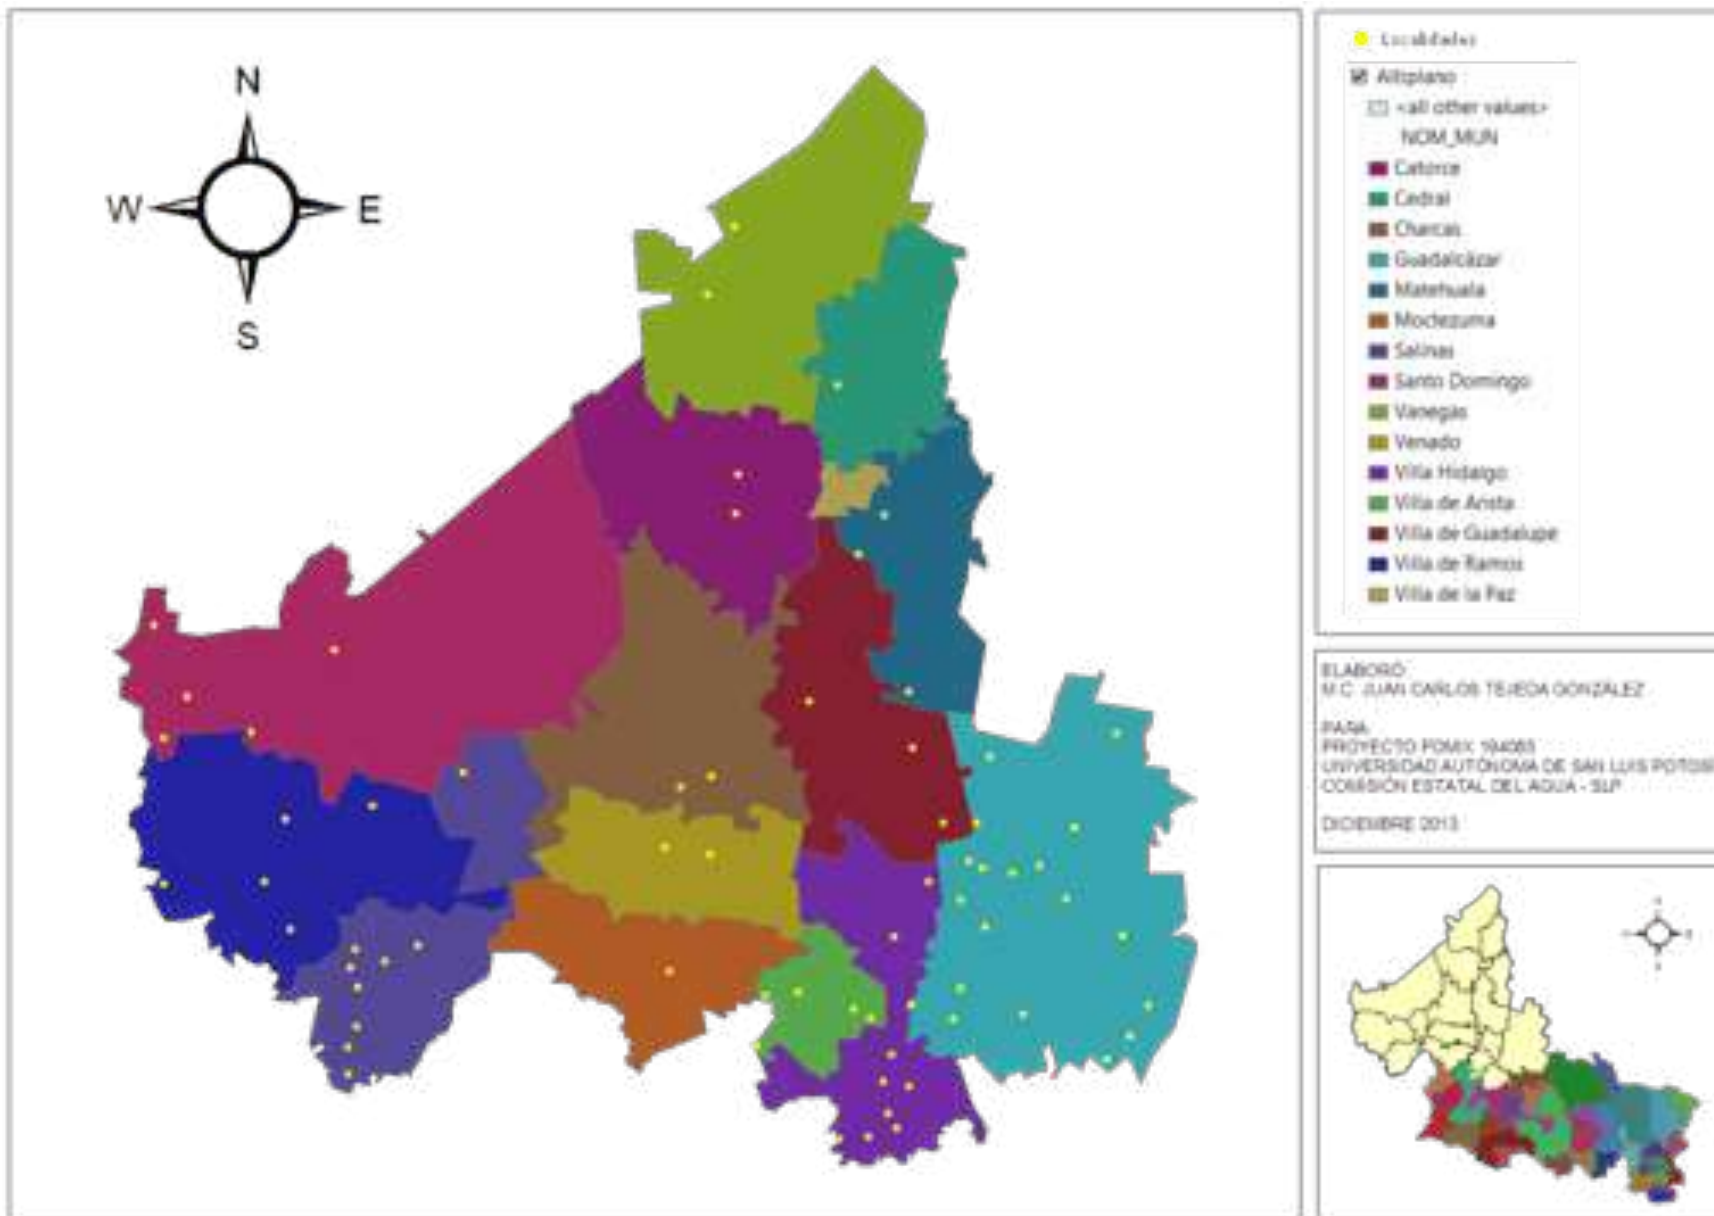 N
W E
S
Localidades
Altiplano
<all other values>
NOM_MUN
Catorce
Cedral
Charcas
Guadalcázar
Matehuala
Moctezuma
Salinas
Santo Domingo
Vanegas
Venado
Villa Hidalgo
Villa de Arista
Villa de Guadalupe
Villa de Ramos
Villa de la Paz
ELABORÓ:
M.C. JUAN CARLOS TEJEDA GONZÁLEZ
PARA:
PROYECTO FOMIX
UNIVERSIDAD AUTÓNOMA DE SAN LUIS POTOSÍ
COMISIÓN ESTATAL DEL AGUA - SLP
DICIEMBRE 2013